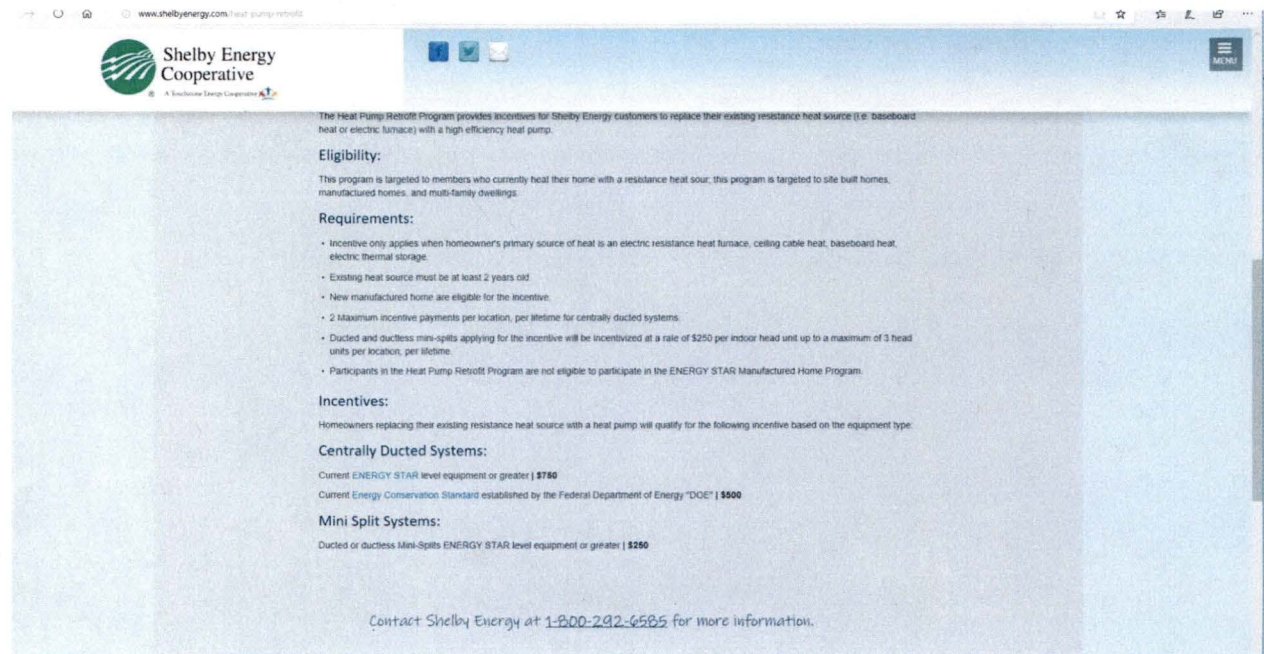 www.shelbyenergy.com/heat-pump-retrofit
Shelby Energy
Cooperative
A Touchstone Energy Cooperative
MENU
The Heat Pump Retrofit Program provides incentives for Shelby Energy customers to replace their existing resistance heat source (i.e. baseboard
heat or electric furnace) with a high efficiency heat pump.
Eligibility:
This program is targeted to members who currently heat their home with a resistance heat sour; this program is targeted to site built homes,
manufactured homes, and multi-family dwellings.
Requirements:
• Incentive only applies when homeowner's primary source of heat is an electric resistance heat furnace, ceiling cable heat, baseboard heat,
electric thermal storage.
• Existing heat source must be at least 2 years old.
• New manufactured home are eligible for the incentive.
• 2 Maximum incentive payments per location, per lifetime for centrally ducted systems.
• Ducted and ductless mini-splits applying for the incentive will be incentivized at a rate of $250 per indoor head unit up to a maximum of 3 head
units per location, per lifetime.
• Participants in the Heat Pump Retrofit Program are not eligible to participate in the ENERGY STAR Manufactured Home Program.
Incentives:
Homeowners replacing their existing resistance heat source with a heat pump will qualify for the following incentive based on the equipment type:
Centrally Ducted Systems:
Current ENERGY STAR level equipment or greater | $750
Current Energy Conservation Standard established by the Federal Department of Energy "DOE" | $500
Mini Split Systems:
Ducted or ductless Mini-Splits ENERGY STAR level equipment or greater | $250
Contact Shelby Energy at 1-800-292-6585 for more information.